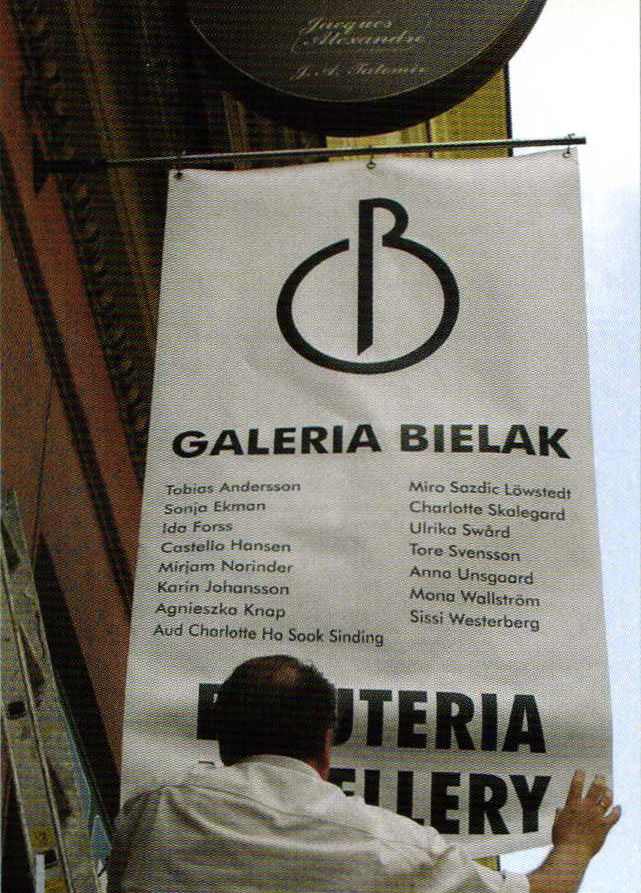 Jacques
Alexandre
J. A. Tatomir
B
GALERIA BIELAK
Tobias Andersson
Sonja Ekman
Ida Forss
Castello Hansen
Mirjam Norinder
Karin Johansson
Agnieszka Knap
Aud Charlotte Ho Sook Sinding
Miro Sazdic Löwstedt
Charlotte Skalegard
Ulrika Swärd
Tore Svensson
Anna Unsgaard
Mona Wallström
Sissi Westerberg
UTERIA
ELLERY